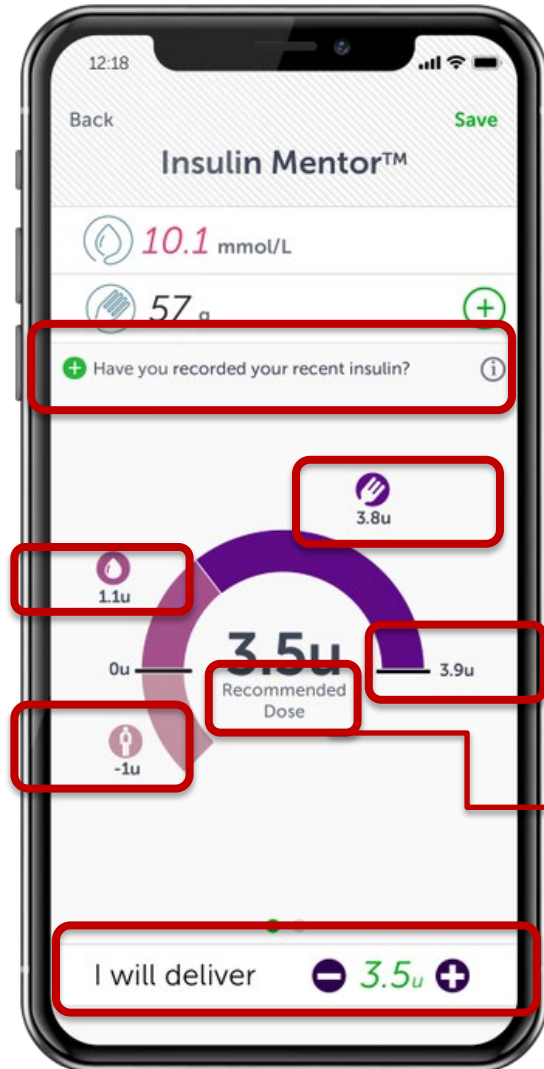 12:18
Back
Save
Insulin Mentor™
10.1 mmol/L
57 g
Have you recorded your recent insulin?
3.8u
1.1u
3.5u
Recommended
Dose
0u
3.9u
-1u
I will deliver
3.5u